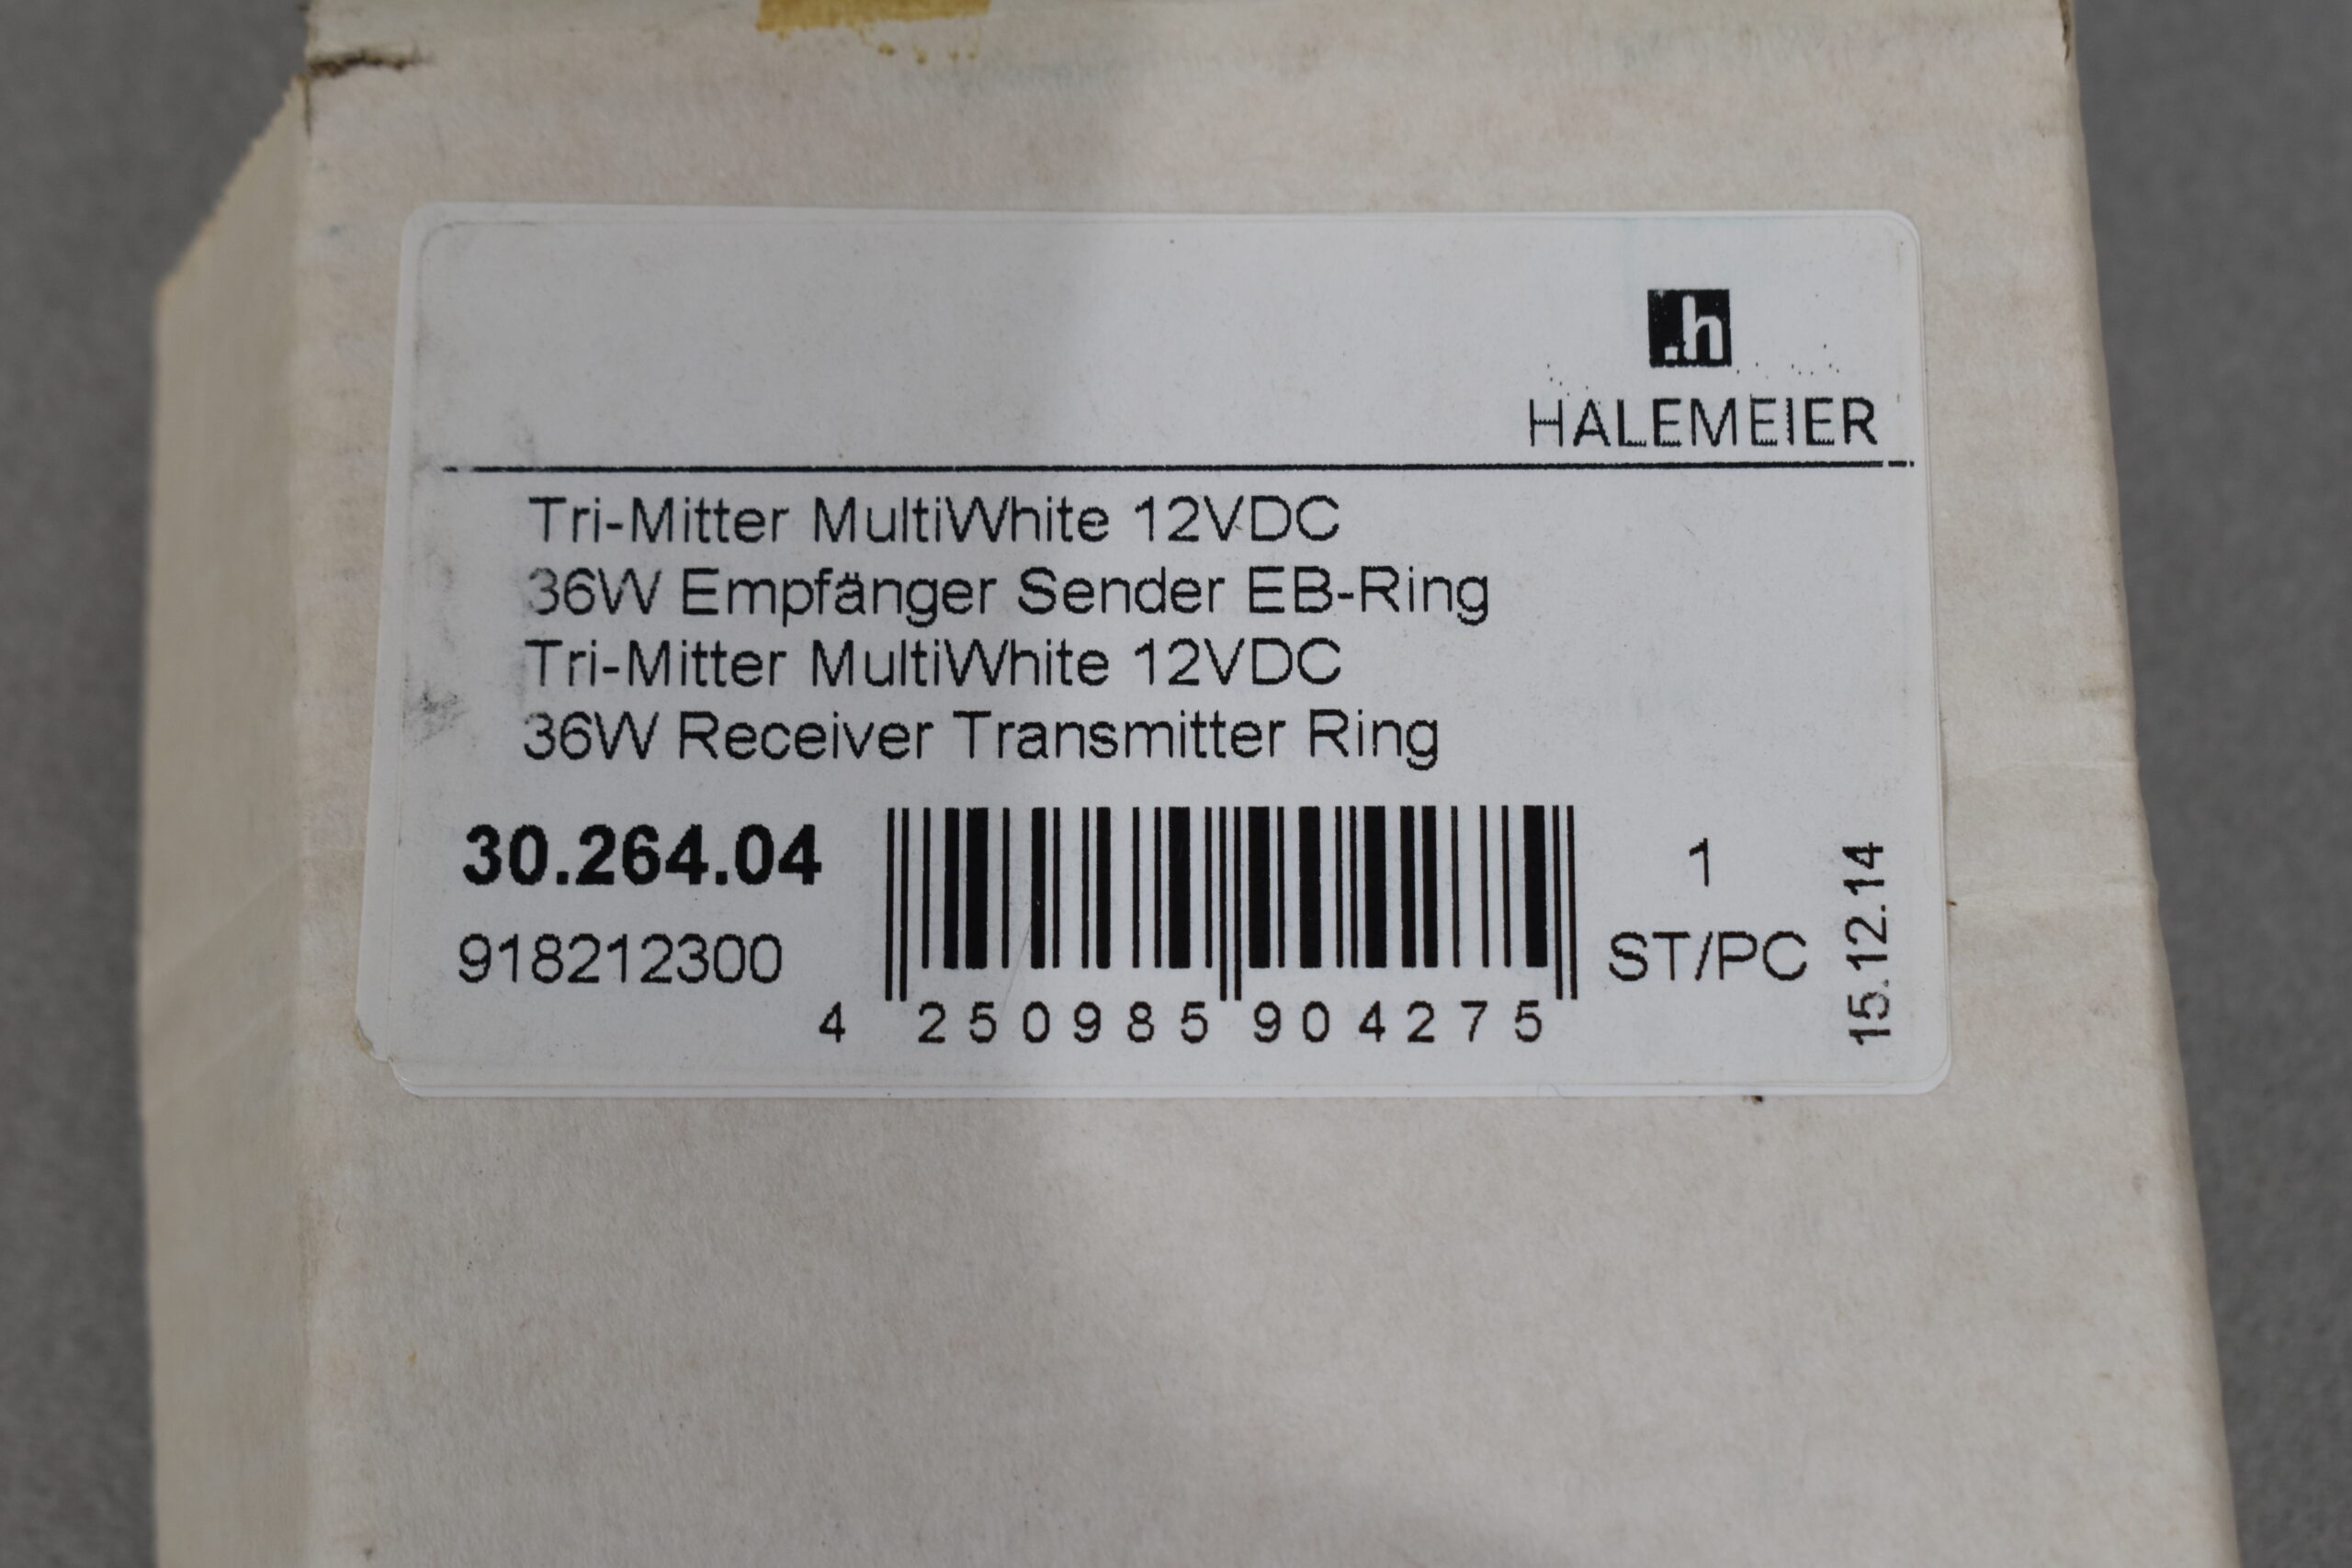 .h
HALEMEIER
Tri-Mitter MultiWhite 12VDC
36W Empfänger Sender EB-Ring
Tri-Mitter MultiWhite 12VDC
36W Receiver Transmitter Ring
30.264.04
918212300
4 250985 904275
1
ST/PC
15.12.14